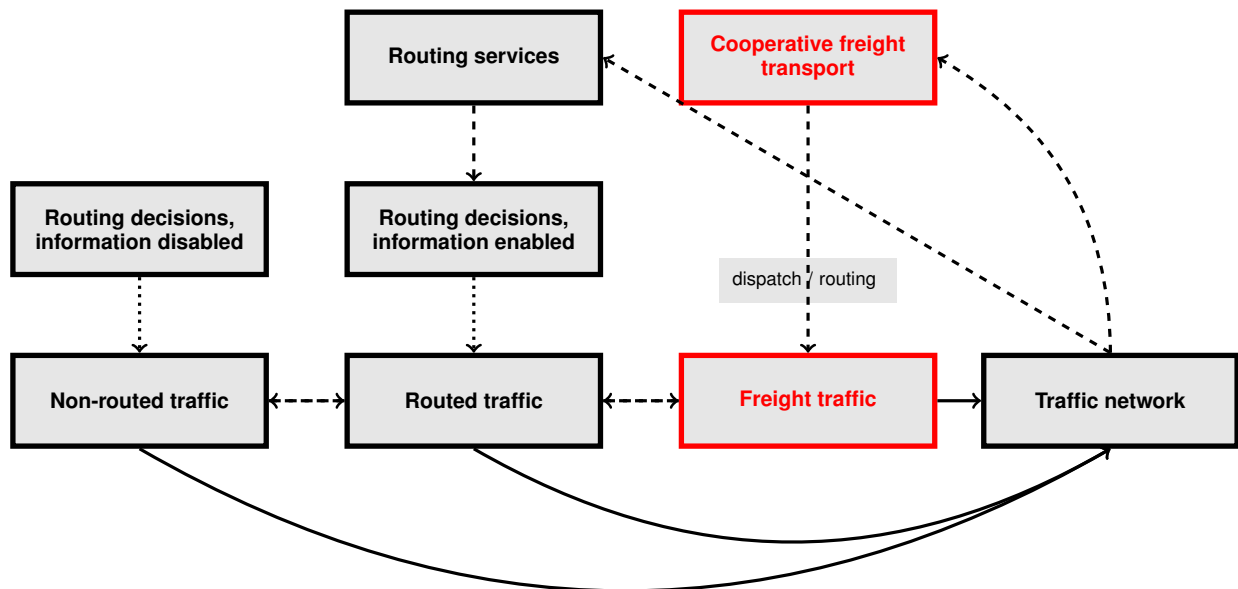 Routing services
Cooperative freight
transport
Routing decisions,
information disabled
Routing decisions,
information enabled
dispatch / routing
Non-routed traffic
Routed traffic
Freight traffic
Traffic network